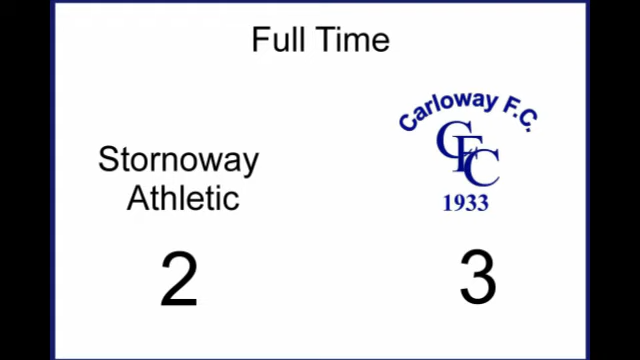 Full Time
Stornoway
Athletic
2
Carloway F.C.
CFC
1933
3